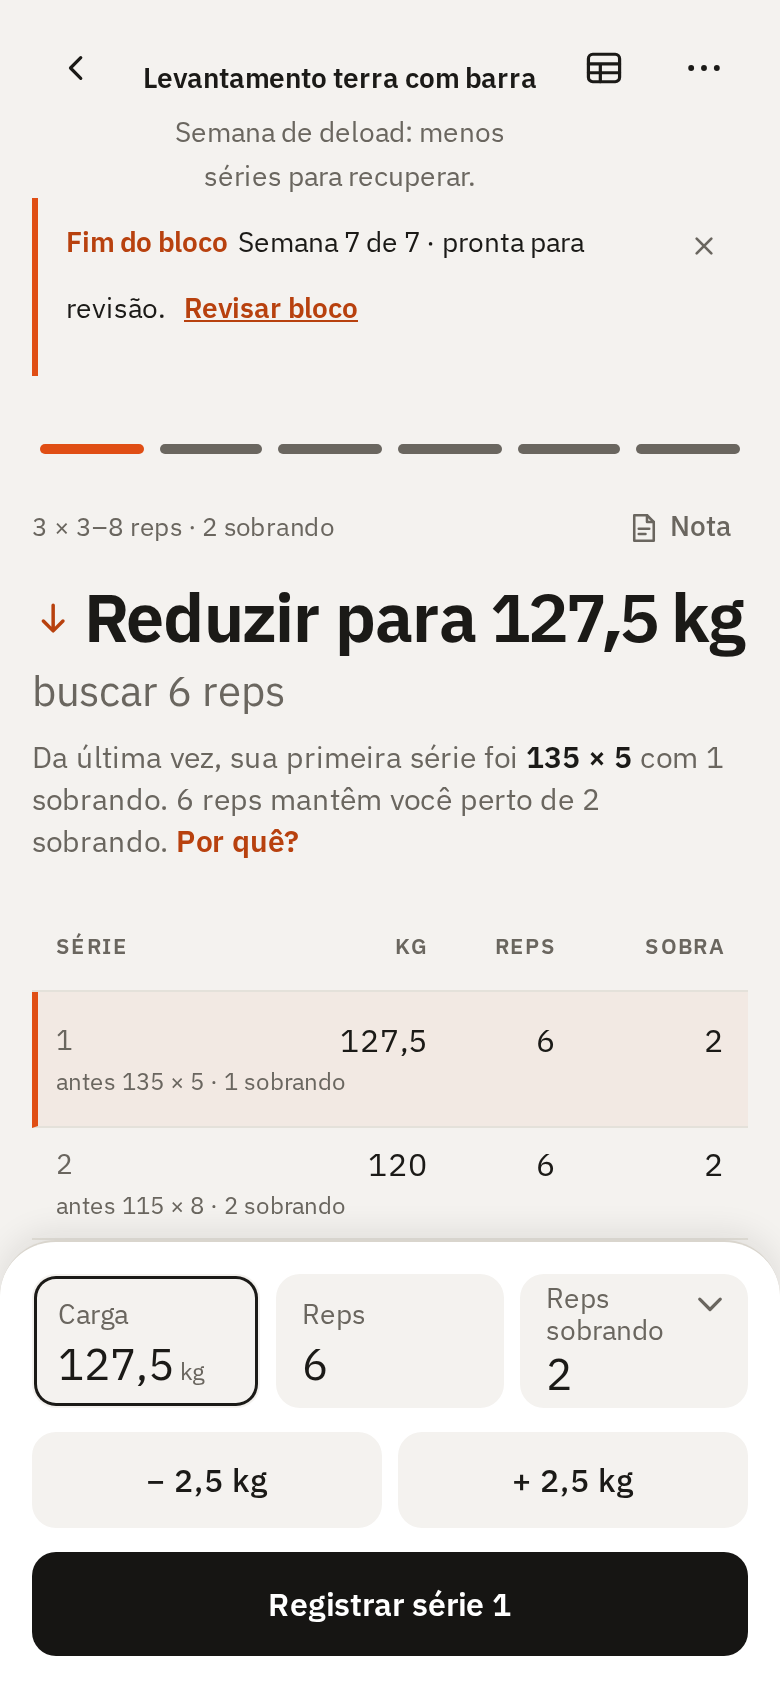 Levantamento terra com barra
Semana de deload: menos
séries para recuperar.
Fim do bloco Semana 7 de 7 · pronta para
revisão. Revisar bloco
3 × 3–8 reps · 2 sobrando
Nota
↓ Reduzir para 127,5 kg
buscar 6 reps
Da última vez, sua primeira série foi 135 × 5 com 1
sobrando. 6 reps mantêm você perto de 2
sobrando. Por quê?
SÉRIE KG REPS SOBRA
1 127,5 6 2
antes 135 × 5 · 1 sobrando
2 120 6 2
antes 115 × 8 · 2 sobrando
Carga
127,5 kg
Reps
6
Reps
sobrando
2
– 2,5 kg
+ 2,5 kg
Registrar série 1